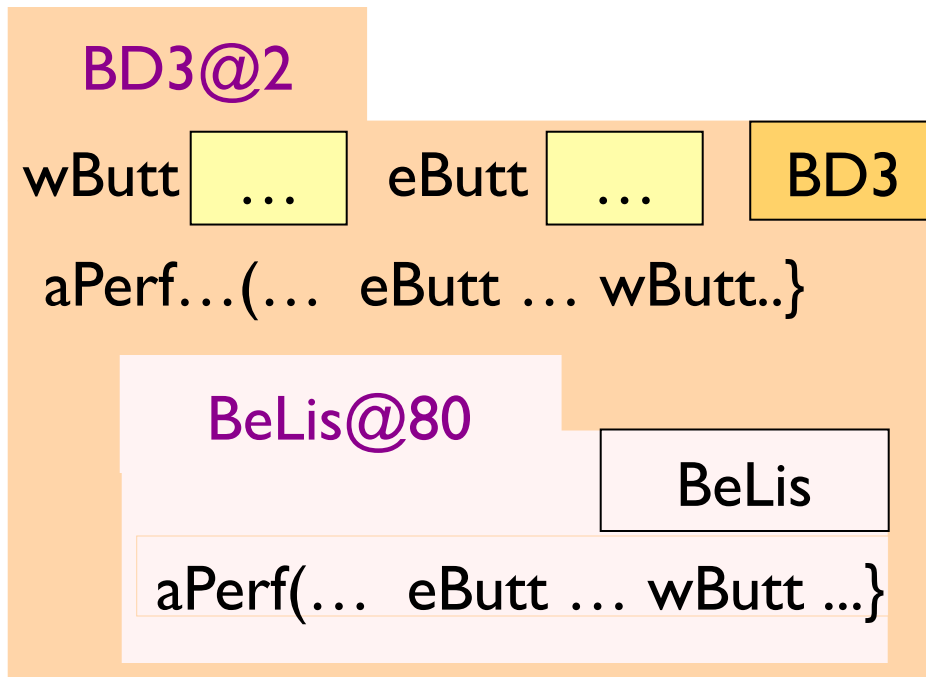 BD3@2
wButt … eButt … BD3
aPerf…(… eButt … wButt..}
BeLis@80
BeLis
aPerf(… eButt … wButt ...}